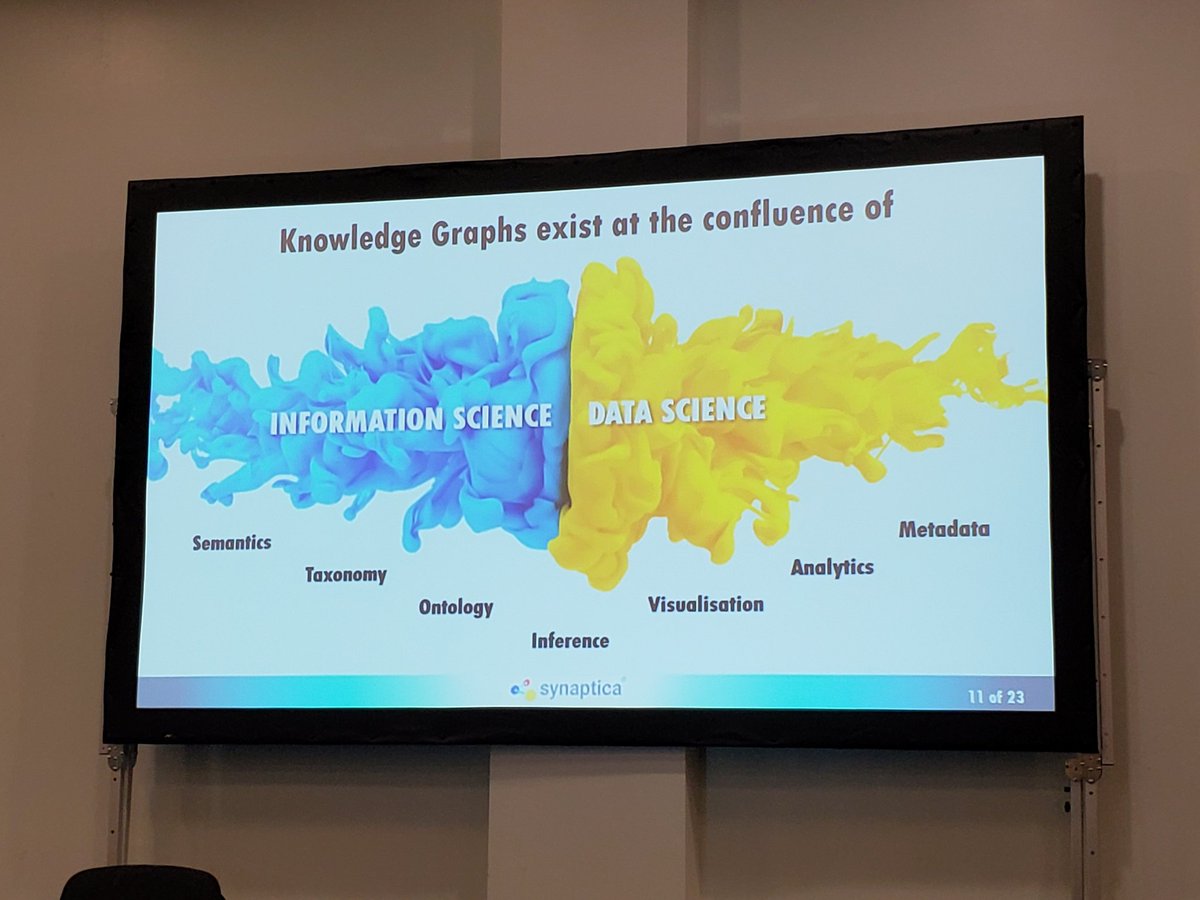 Knowledge Graphs exist at the confluence of
INFORMATION SCIENCE DATA SCIENCE
Semantics
Taxonomy
Ontology
Inference
Visualisation
Analytics
Metadata
synaptica
11 of 23